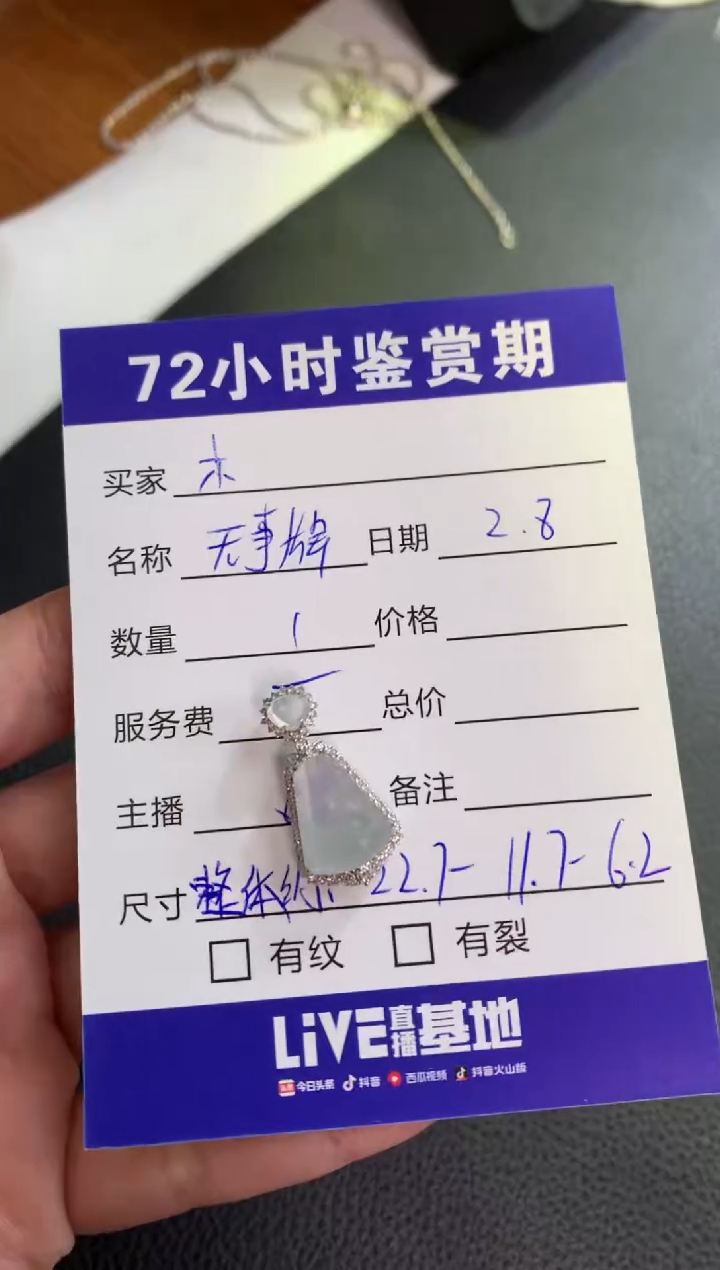 72小时鉴赏期
买家 木
名称 无事牌 日期 2.8
数量 1 价格
服务费 总价
主播 备注
尺寸 整体约: 22.7-11.7-6.2
□ 有纹 □ 有裂
LiVE直播基地
今日头条 抖音 西瓜视频 抖音火山版